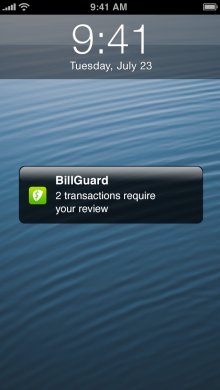 9:41 AM
9:41
Tuesday, July 23
BillGuard
2 transactions require
your review